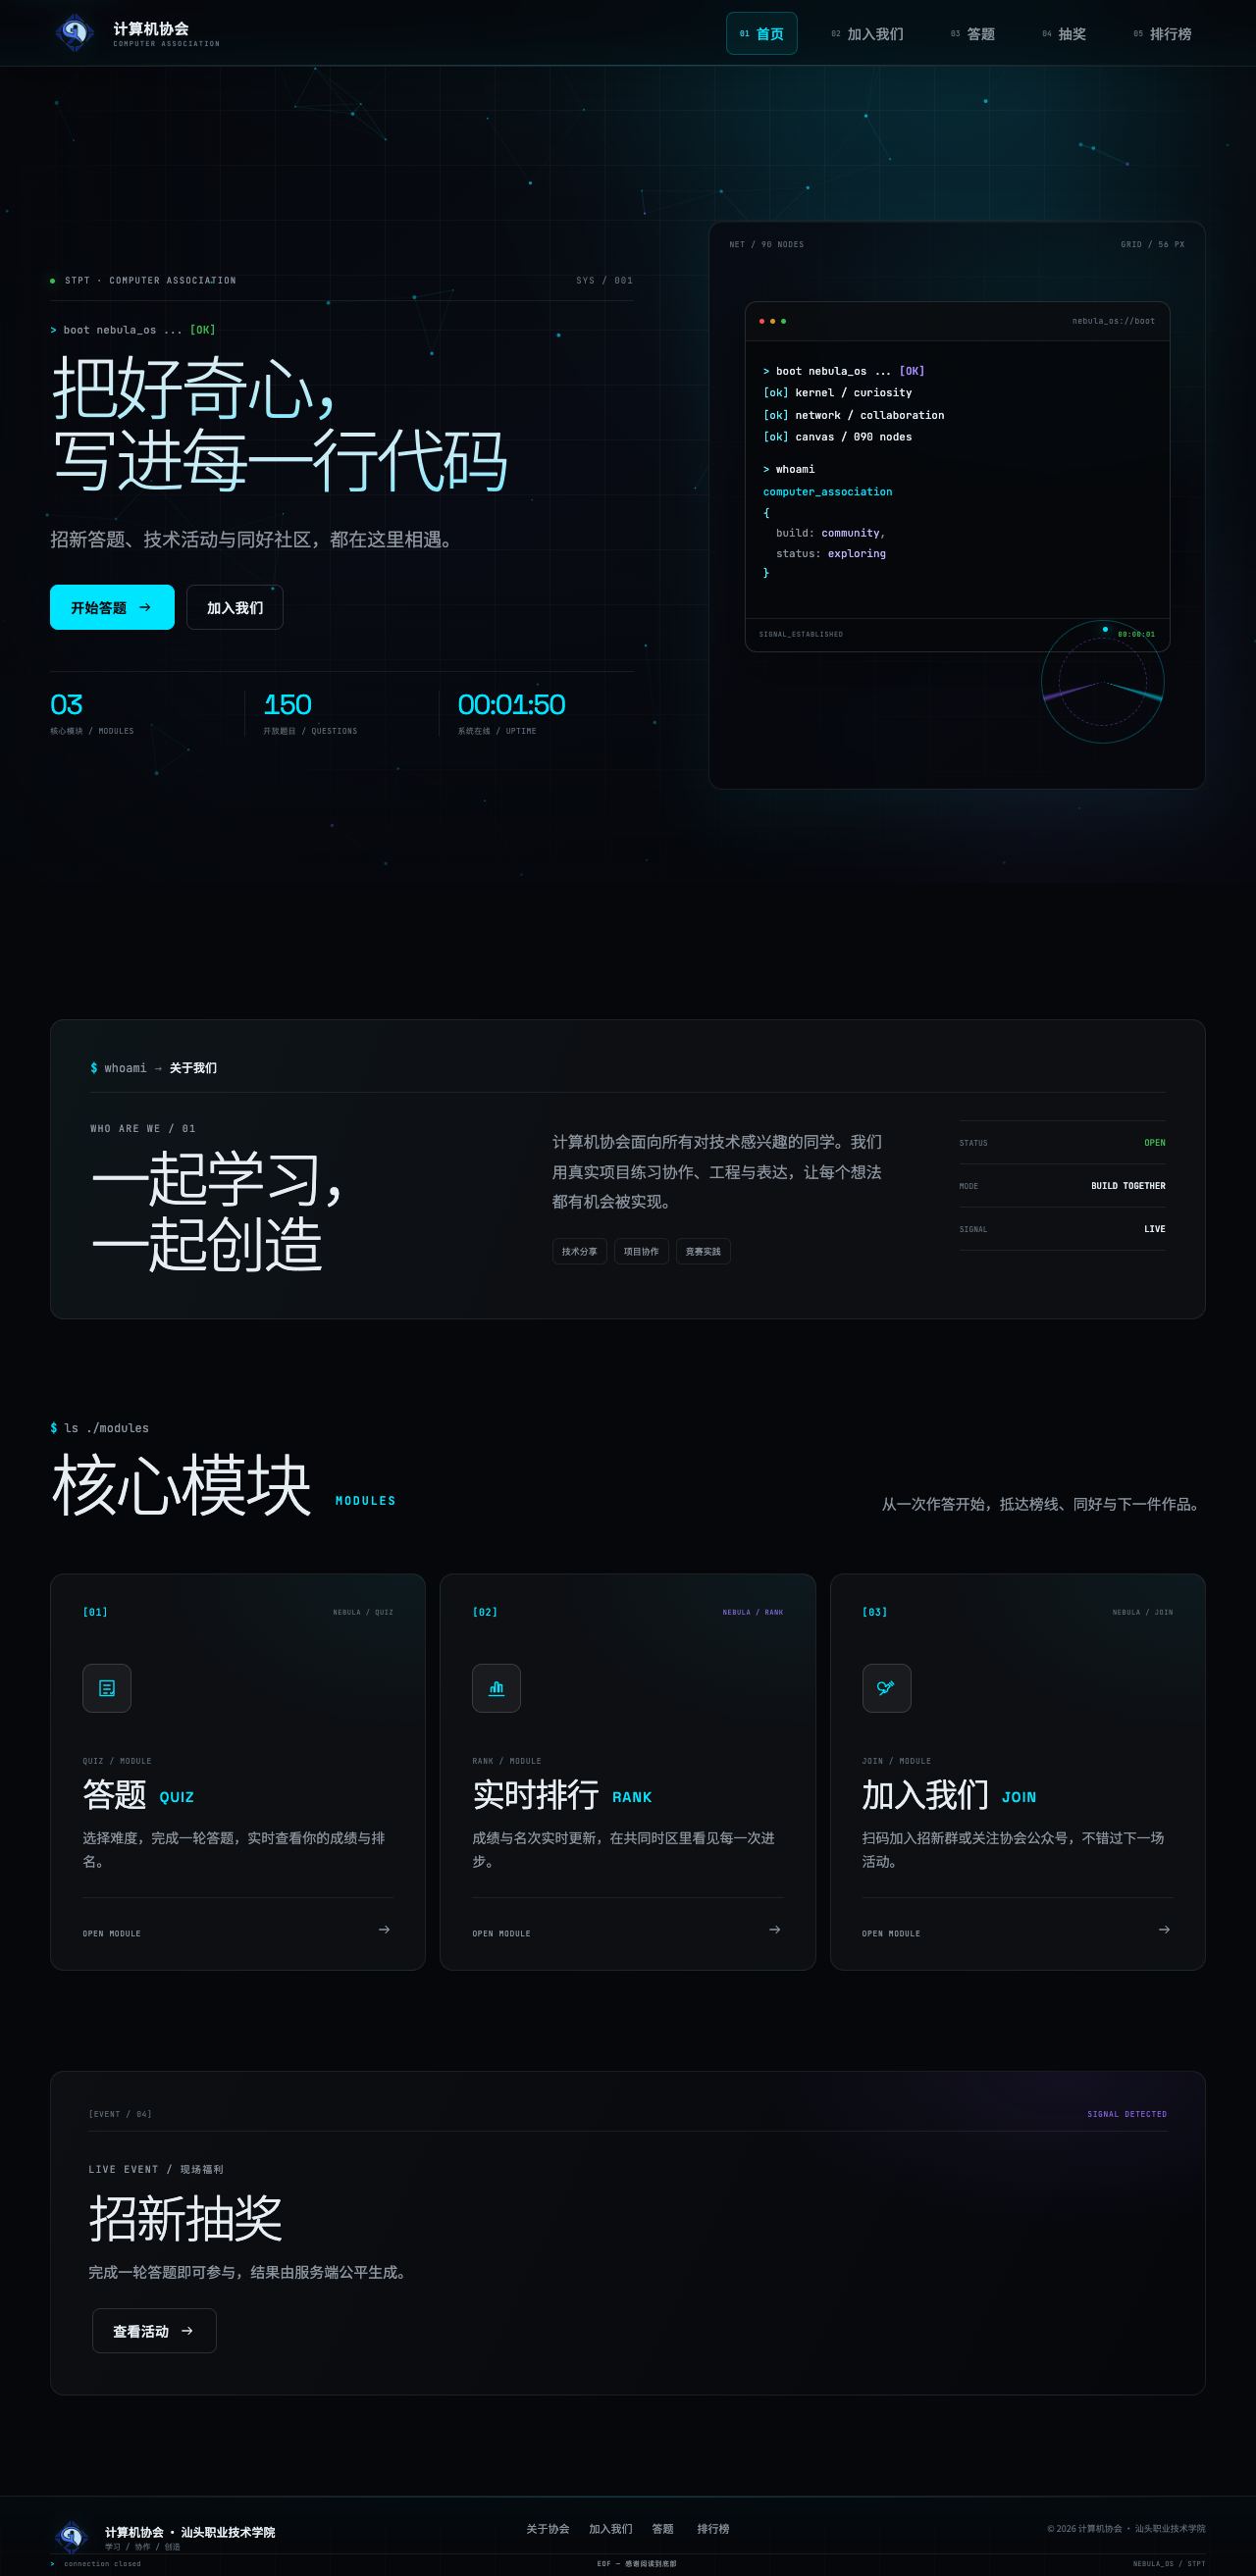 计算机协会
COMPUTER ASSOCIATION
01 首页
02 加入我们
03 答题
04 抽奖
05 排行榜
STPT · COMPUTER ASSOCIATION
SYS / 001
> boot nebula_os ... [OK]
把好奇心，
写进每一行代码
招新答题、技术活动与同好社区，都在这里相遇。
开始答题 →
加入我们
03
核心模块 / MODULES
150
开放题目 / QUESTIONS
00:01:50
系统在线 / UPTIME
NET / 90 NODES
GRID / 56 PX
nebula_os://boot
> boot nebula_os ... [OK]
[ok] kernel / curiosity
[ok] network / collaboration
[ok] canvas / 090 nodes
> whoami
computer_association
{
build: community,
status: exploring
}
SIGNAL_ESTABLISHED
00:00:01
$ whoami → 关于我们
WHO ARE WE / 01
一起学习，
一起创造
计算机协会面向所有对技术感兴趣的同学。我们
用真实项目练习协作、工程与表达，让每个想法
都有机会被实现。
技术分享
项目协作
竞赛实践
STATUS
OPEN
MODE
BUILD TOGETHER
SIGNAL
LIVE
$ ls ./modules
核心模块 MODULES
从一次作答开始，抵达榜线、同好与下一件作品。
[01]
NEBULA / QUIZ
QUIZ / MODULE
答题 QUIZ
选择难度，完成一轮答题，实时查看你的成绩与排
名。
OPEN MODULE →
[02]
NEBULA / RANK
RANK / MODULE
实时排行 RANK
成绩与名次实时更新，在共同时区里看见每一次进
步。
OPEN MODULE →
[03]
NEBULA / JOIN
JOIN / MODULE
加入我们 JOIN
扫码加入招新群或关注协会公众号，不错过下一场
活动。
OPEN MODULE →
[EVENT / 04]
SIGNAL DETECTED
LIVE EVENT / 现场福利
招新抽奖
完成一轮答题即可参与，结果由服务端公平生成。
查看活动 →
计算机协会 · 汕头职业技术学院
学习 / 协作 / 创造
关于协会
加入我们
答题
排行榜
© 2026 计算机协会 · 汕头职业技术学院
> connection closed
EOF — 感谢阅读到底部
NEBULA_OS / STPT